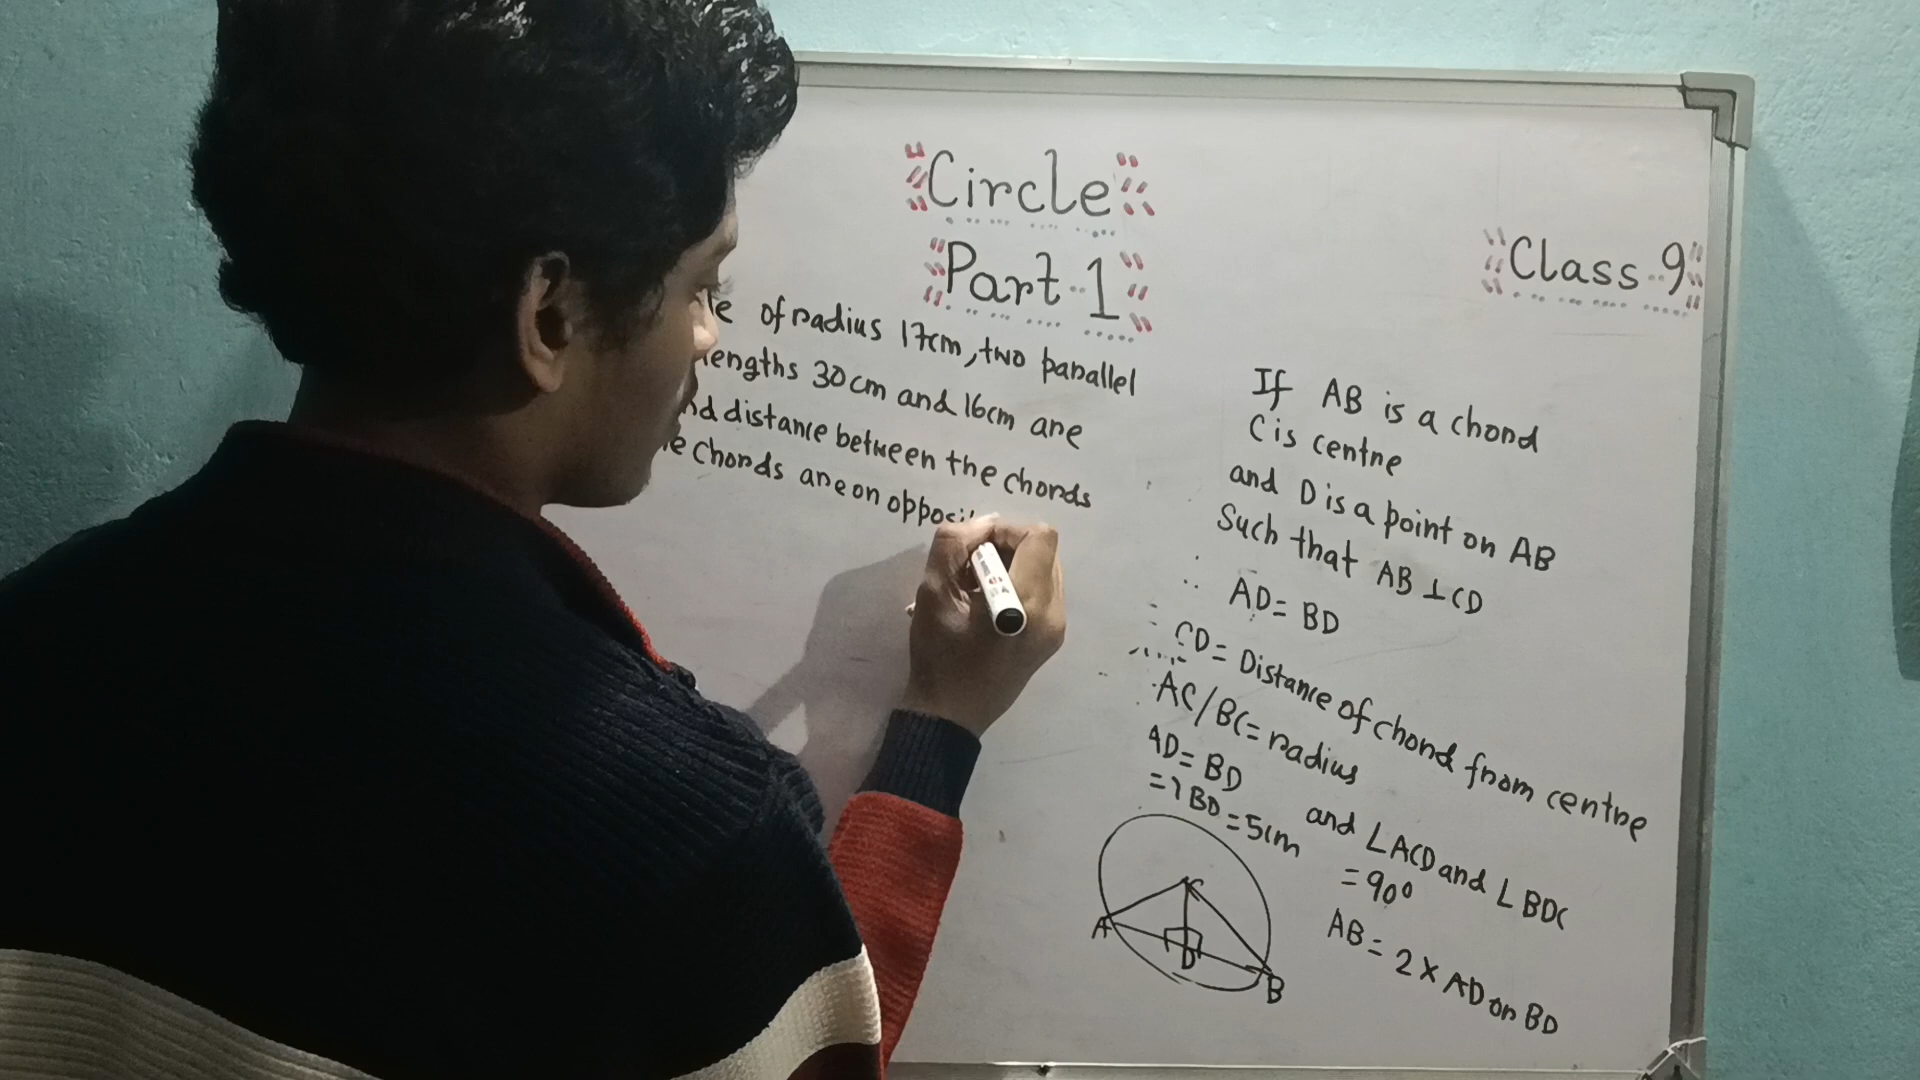 Circle
Part-1
Class-9
of radius 17cm, two parallel
lengths 30cm and 16cm are
distance between the chords
chords are on
If AB is a chord
C is centre
and D is a point on AB
Such that AB ⊥ CD
∴ AD = BD
CD = Distance of chord from centre
AC/BC = radius
AD = BD
=> BD = 5cm
and ∠ACD and ∠BDC
= 90°
AB = 2 × AD or BD
C
A
D
B